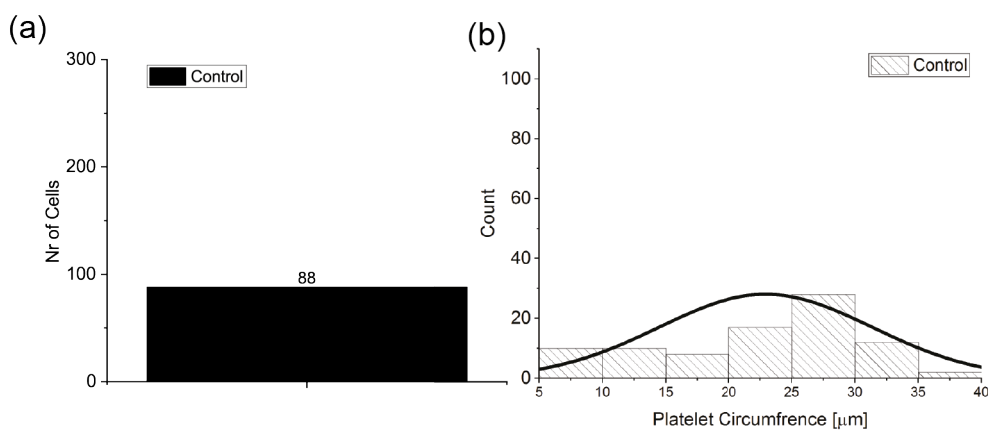 (a)
300
200
100
0
Nr of Cells
Control
88
(b)
100
80
60
40
20
0
Count
Control
5 10 15 20 25 30 35 40
Platelet Circumfrence [μm]